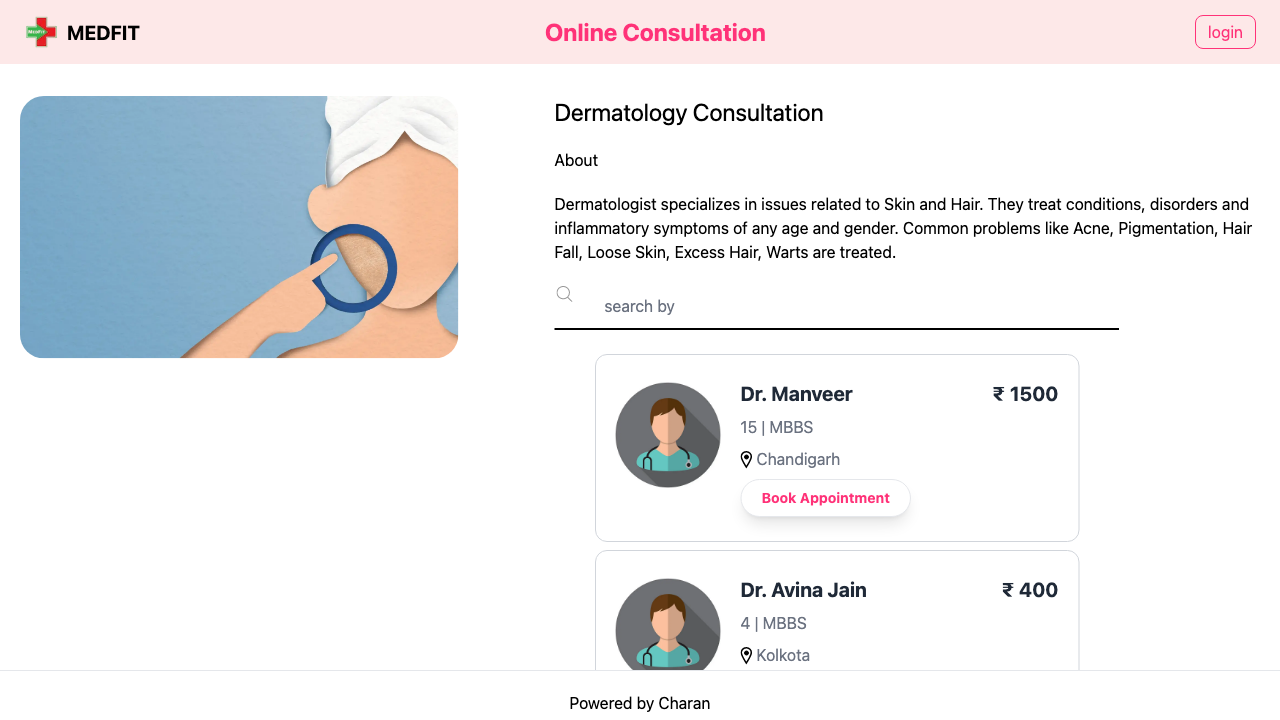 MedFit
MEDFIT
Online Consultation
login
Dermatology Consultation
About
Dermatologist specializes in issues related to Skin and Hair. They treat conditions, disorders and
inflammatory symptoms of any age and gender. Common problems like Acne, Pigmentation, Hair
Fall, Loose Skin, Excess Hair, Warts are treated.
search by
Dr. Manveer
₹ 1500
15 | MBBS
Chandigarh
Book Appointment
Dr. Avina Jain
₹ 400
4 | MBBS
Kolkota
Powered by Charan